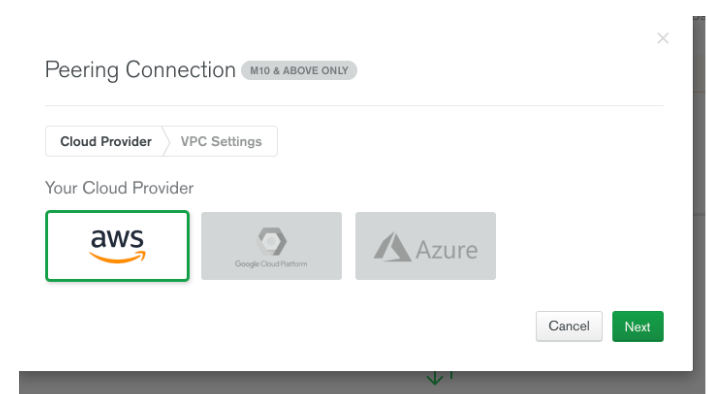 Peering Connection M10 & ABOVE ONLY
Cloud Provider VPC Settings
Your Cloud Provider
aws Google Cloud Platform Azure
Cancel Next